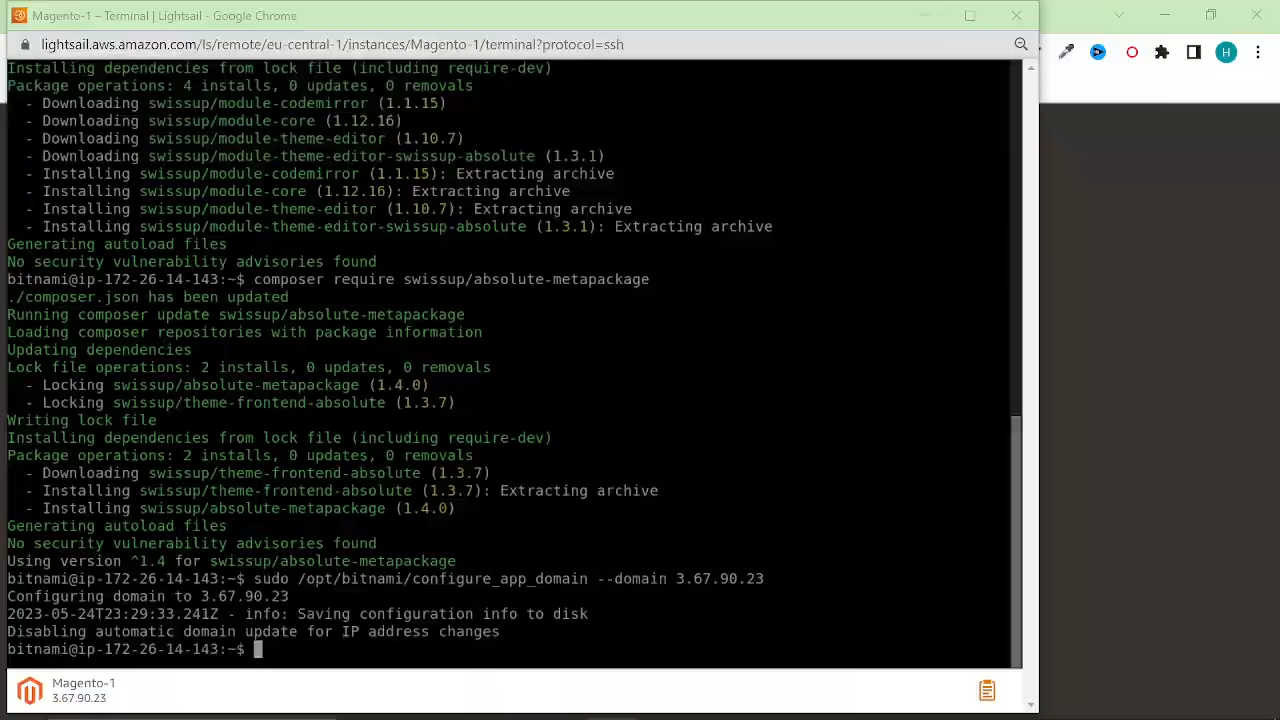 Magento-1 – Terminal | Lightsail - Google Chrome
lightsail.aws.amazon.com/ls/remote/eu-central-1/instances/Magento-1/terminal?protocol=ssh
H
Installing dependencies from lock file (including require-dev)
Package operations: 4 installs, 0 updates, 0 removals
- Downloading swissup/module-codemirror (1.1.15)
- Downloading swissup/module-core (1.12.16)
- Downloading swissup/module-theme-editor (1.10.7)
- Downloading swissup/module-theme-editor-swissup-absolute (1.3.1)
- Installing swissup/module-codemirror (1.1.15): Extracting archive
- Installing swissup/module-core (1.12.16): Extracting archive
- Installing swissup/module-theme-editor (1.10.7): Extracting archive
- Installing swissup/module-theme-editor-swissup-absolute (1.3.1): Extracting archive
Generating autoload files
No security vulnerability advisories found
bitnami@ip-172-26-14-143:~$ composer require swissup/absolute-metapackage
./composer.json has been updated
Running composer update swissup/absolute-metapackage
Loading composer repositories with package information
Updating dependencies
Lock file operations: 2 installs, 0 updates, 0 removals
- Locking swissup/absolute-metapackage (1.4.0)
- Locking swissup/theme-frontend-absolute (1.3.7)
Writing lock file
Installing dependencies from lock file (including require-dev)
Package operations: 2 installs, 0 updates, 0 removals
- Downloading swissup/theme-frontend-absolute (1.3.7)
- Installing swissup/theme-frontend-absolute (1.3.7): Extracting archive
- Installing swissup/absolute-metapackage (1.4.0)
Generating autoload files
No security vulnerability advisories found
Using version ^1.4 for swissup/absolute-metapackage
bitnami@ip-172-26-14-143:~$ sudo /opt/bitnami/configure_app_domain --domain 3.67.90.23
Configuring domain to 3.67.90.23
2023-05-24T23:29:33.241Z - info: Saving configuration info to disk
Disabling automatic domain update for IP address changes
bitnami@ip-172-26-14-143:~$
Magento-1
3.67.90.23